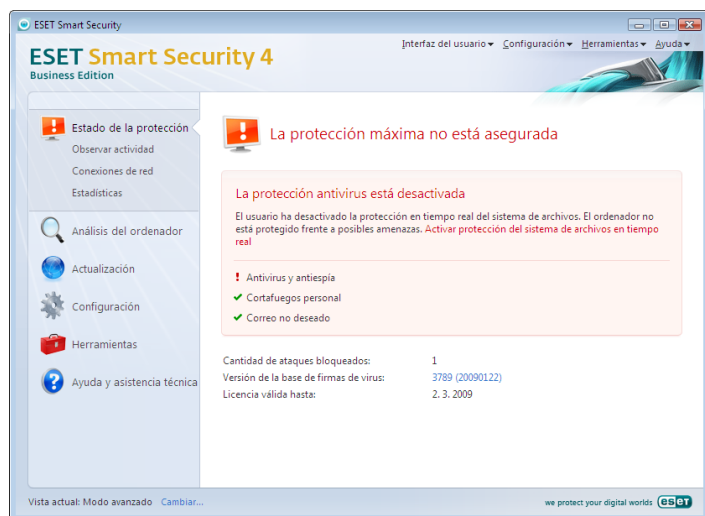 ESET Smart Security
ESET Smart Security 4
Business Edition
Interfaz del usuario Configuración Herramientas Ayuda
Estado de la protección
Observar actividad
Conexiones de red
Estadísticas
Análisis del ordenador
Actualización
Configuración
Herramientas
Ayuda y asistencia técnica
La protección máxima no está asegurada
La protección antivirus está desactivada
El usuario ha desactivado la protección en tiempo real del sistema de archivos. El ordenador no
está protegido frente a posibles amenazas. Activar protección del sistema de archivos en tiempo
real
Antivirus y antiespía
Cortafuegos personal
Correo no deseado
Cantidad de ataques bloqueados: 1
Versión de la base de firmas de virus: 3789 (20090122)
Licencia válida hasta: 2. 3. 2009
Vista actual: Modo avanzado Cambiar...
we protect your digital worlds eset